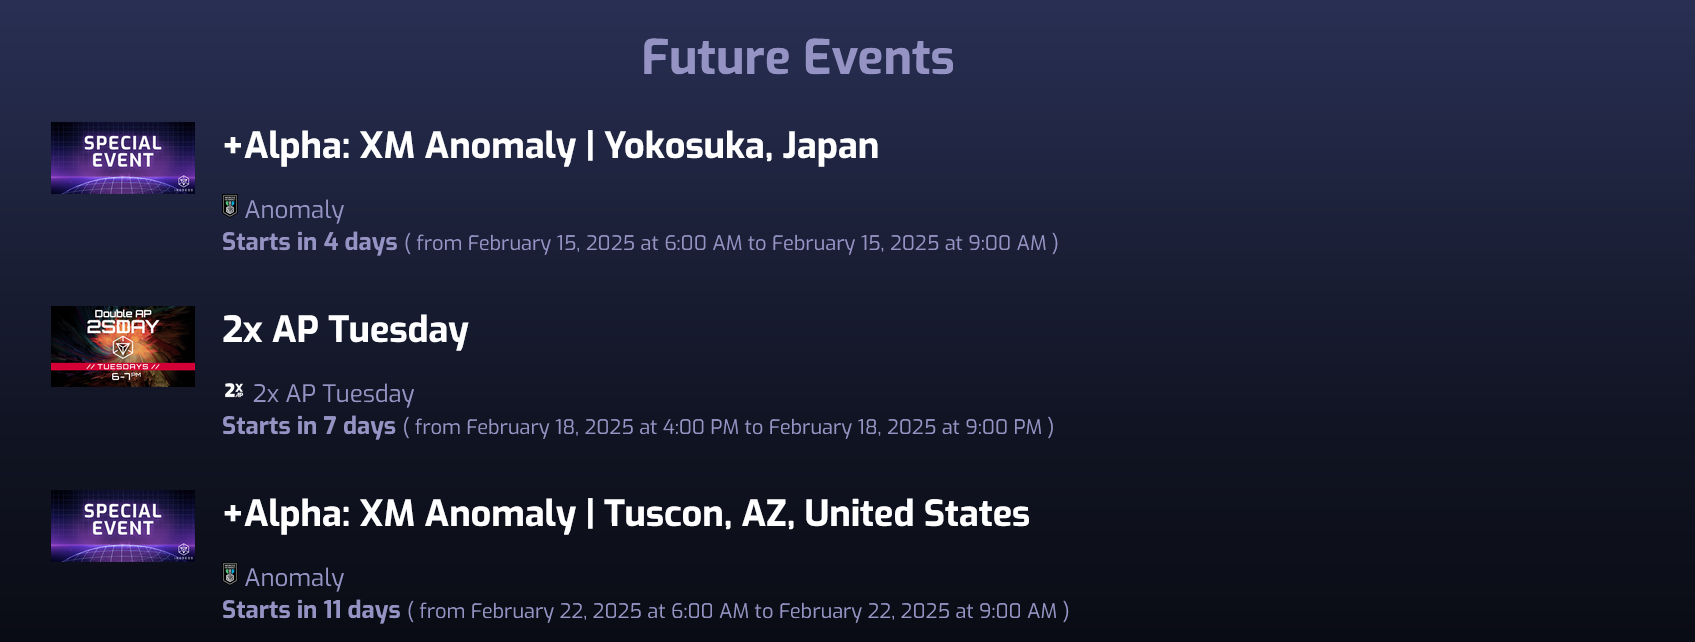 Future Events
SPECIAL
EVENT
+Alpha: XM Anomaly | Yokosuka, Japan
Anomaly
Starts in 4 days ( from February 15, 2025 at 6:00 AM to February 15, 2025 at 9:00 AM )
Double AP
2SDAY
// TUESDAYS //
6-7PM
2x AP Tuesday
2X AP 2x AP Tuesday
Starts in 7 days ( from February 18, 2025 at 4:00 PM to February 18, 2025 at 9:00 PM )
SPECIAL
EVENT
+Alpha: XM Anomaly | Tuscon, AZ, United States
Anomaly
Starts in 11 days ( from February 22, 2025 at 6:00 AM to February 22, 2025 at 9:00 AM )